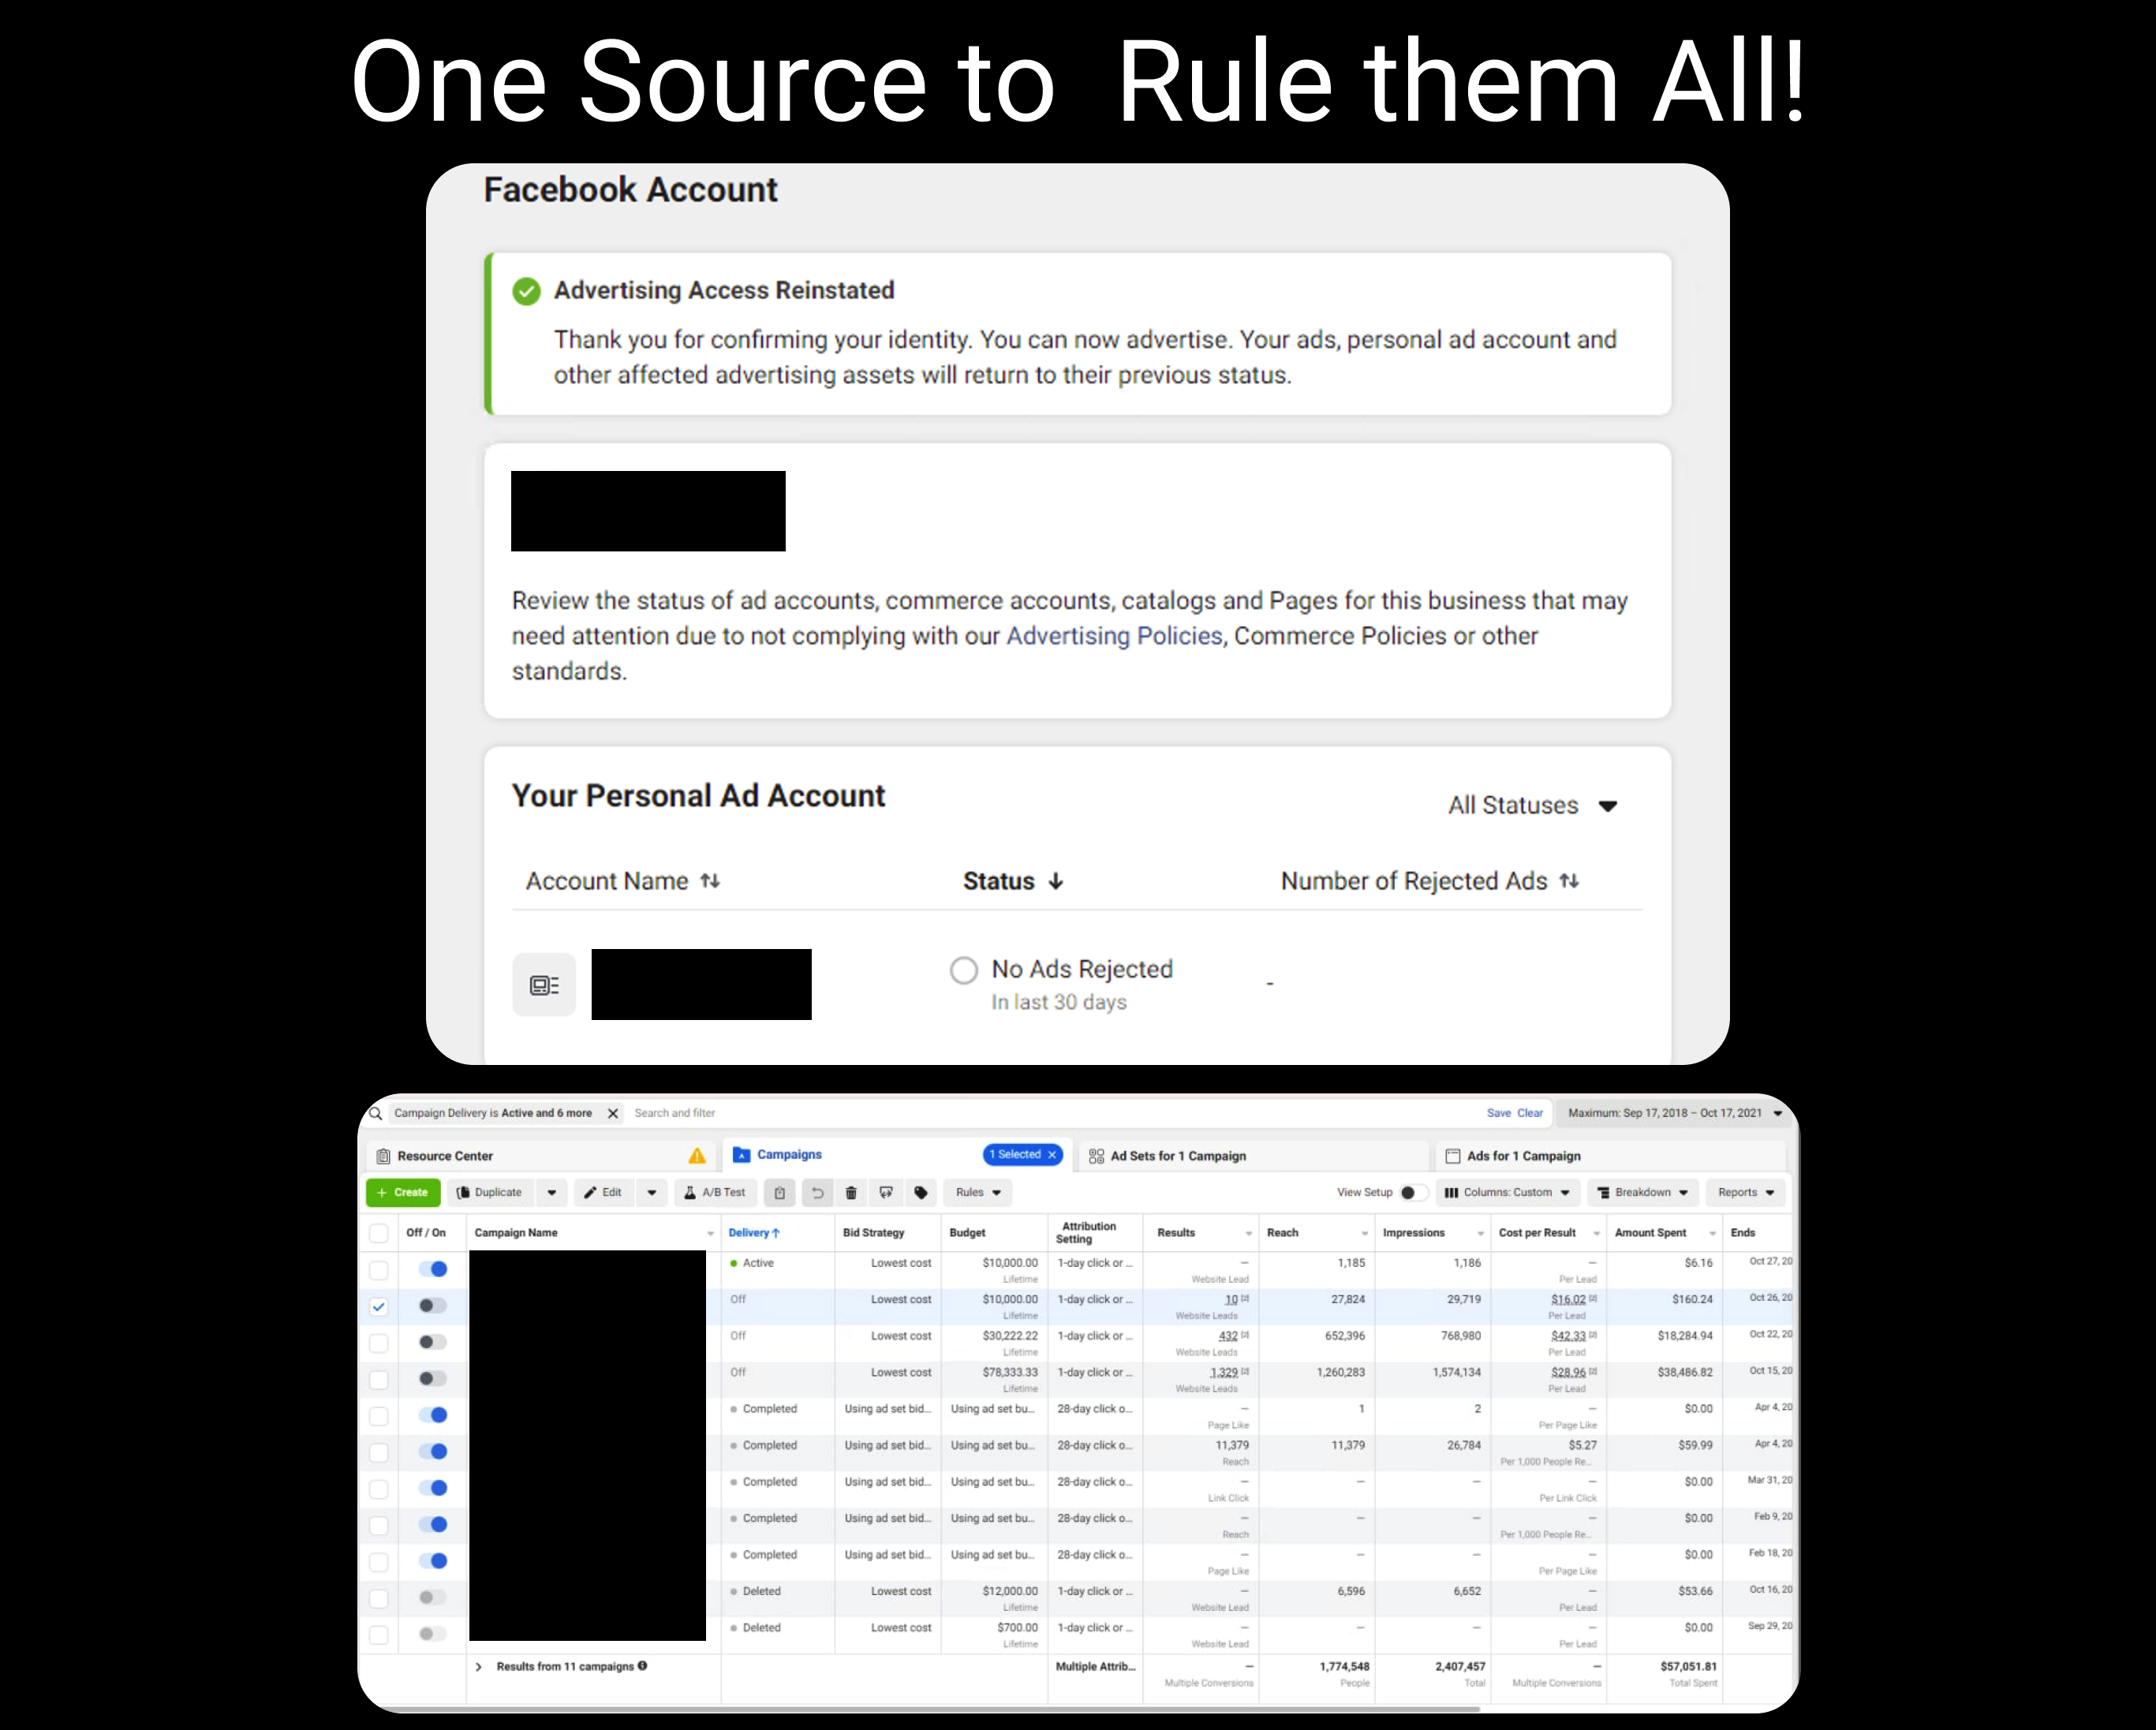 One Source to Rule them All!
Facebook Account
Advertising Access Reinstated
Thank you for confirming your identity. You can now advertise. Your ads, personal ad account and
other affected advertising assets will return to their previous status.
Review the status of ad accounts, commerce accounts, catalogs and Pages for this business that may
need attention due to not complying with our Advertising Policies, Commerce Policies or other
standards.
Your Personal Ad Account All Statuses
Account Name Status Number of Rejected Ads
No Ads Rejected -
In last 30 days
Campaign Delivery is Active and 6 more Search and filter Save Clear Maximum: Sep 17, 2018 – Oct 17, 2021
Resource Center Campaigns 1 Selected Ad Sets for 1 Campaign Ads for 1 Campaign
+ Create Duplicate Edit A/B Test Rules View Setup Columns: Custom Breakdown Reports
Off / On Campaign Name Delivery Bid Strategy Budget Attribution Setting Results Reach Impressions Cost per Result Amount Spent Ends
Active Lowest cost $10,000.00 1-day click or ... — 1,185 1,186 — $6.16 Oct 27, 20
Lifetime Website Lead Per Lead
Off Lowest cost $10,000.00 1-day click or ... 10 [2] 27,824 29,719 $16.02 [2] $160.24 Oct 26, 20
Lifetime Website Leads Per Lead
Off Lowest cost $30,222.22 1-day click or ... 432 [2] 652,396 768,980 $42.33 [2] $18,284.94 Oct 22, 20
Lifetime Website Leads Per Lead
Off Lowest cost $78,333.33 1-day click or ... 1,329 [2] 1,260,283 1,574,134 $28.96 [2] $38,486.82 Oct 15, 20
Lifetime Website Leads Per Lead
Completed Using ad set bid... Using ad set bu... 28-day click o... — 1 2 — $0.00 Apr 4, 20
Page Like Per Page Like
Completed Using ad set bid... Using ad set bu... 28-day click o... 11,379 11,379 26,784 $5.27 $59.99 Apr 4, 20
Reach Per 1,000 People Re...
Completed Using ad set bid... Using ad set bu... 28-day click o... — — — — $0.00 Mar 31, 20
Link Click Per Link Click
Completed Using ad set bid... Using ad set bu... 28-day click o... — — — — $0.00 Feb 9, 20
Reach Per 1,000 People Re...
Completed Using ad set bid... Using ad set bu... 28-day click o... — — — — $0.00 Feb 18, 20
Page Like Per Page Like
Deleted Lowest cost $12,000.00 1-day click or ... — 6,596 6,652 — $53.66 Oct 16, 20
Lifetime Website Lead Per Lead
Deleted Lowest cost $700.00 1-day click or ... — — — — $0.00 Sep 29, 20
Lifetime Website Lead Per Lead
Results from 11 campaigns Multiple Attrib... — 1,774,548 2,407,457 — $57,051.81
Multiple Conversions People Total Multiple Conversions Total Spent